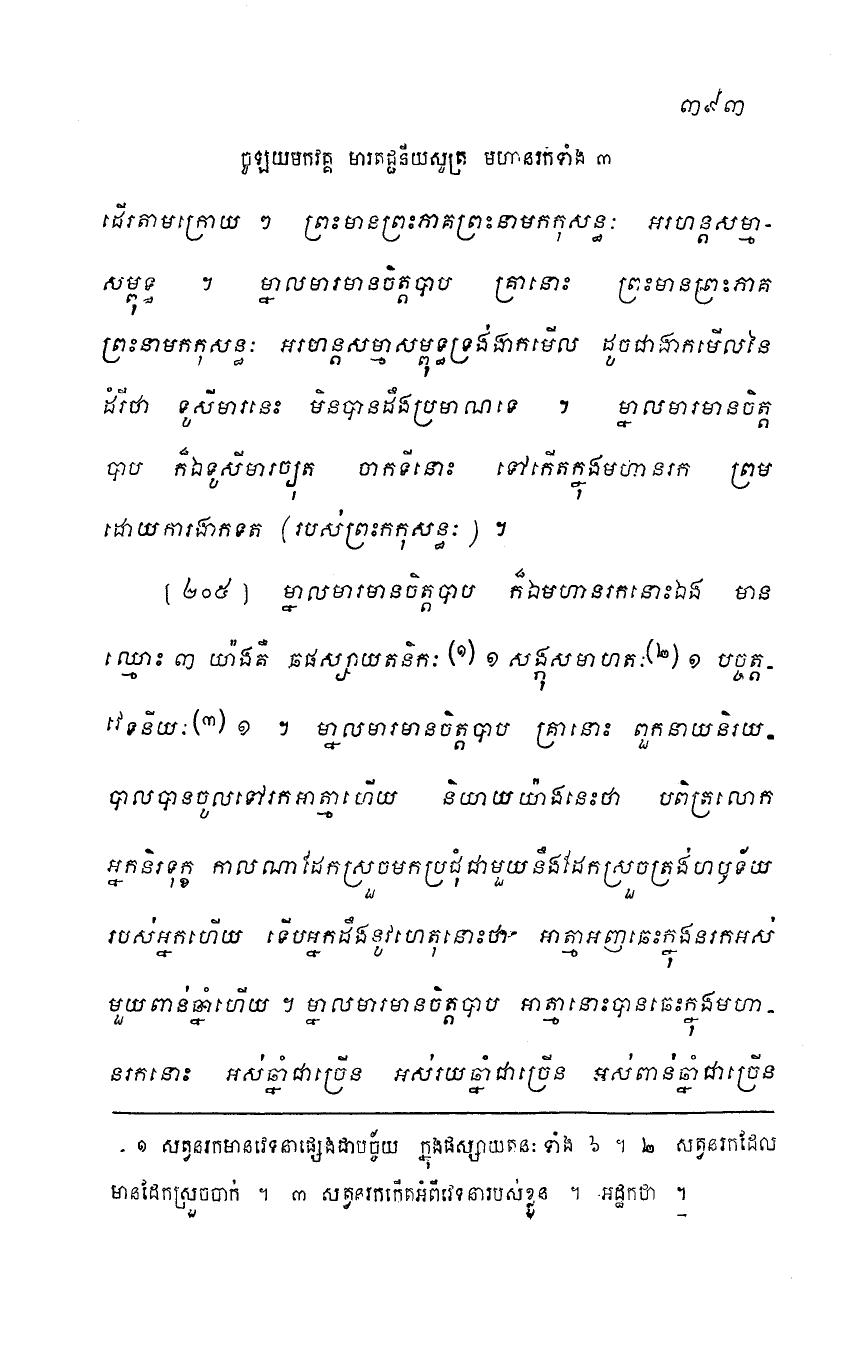 ៣៩៣
ចូឡយមកវគ្គ មារតជ្ជនីយសូត្រ មហានរកទាំង ៣
ដើរតាមក្រោយ ៗ ព្រះមានព្រះភាគព្រះនាមកកុសន្ធៈ អរហន្តសម្មា-
សម្ពុទ្ធ ។ ម្នាលមារមានចិត្តបាប គ្រានោះ ព្រះមានព្រះភាគ
ព្រះនាមកកុសន្ធៈ អរហន្តសម្មាសម្ពុទ្ធទ្រង់ងាកមើល ដូចជាងាកមើលនៃ
ដំរីថា ទូសីមារនេះ មិនបានដឹងប្រមាណទេ ។ ម្នាលមារមានចិត្ត
បាប ក៏ឯទូសីមារច្យុត ចាកទីនោះ ទៅកើតក្នុងមហានរក ព្រម
ដោយការងាកទត (របស់ព្រះកកុសន្ធៈ) ។
[២០៥] ម្នាលមារមានចិត្តបាប ក៏ឯមហានរកនោះឯង មាន
ឈ្មោះ ៣ យ៉ាងគឺ ឆផស្សាយតនិកៈ (១) ១ សង្កុសមាហតៈ(២) ១ បច្ចត្ត-
វេទនីយៈ(៣) ១ ។ ម្នាលមារមានចិត្តបាប គ្រានោះ ពួកនាយនិរយ-
បាលបានចូលទៅរកអាត្មាហើយ និយាយយ៉ាងនេះថា បពិត្រលោក
អ្នកនិរទុក្ខ កាលណាដែកស្រួចមកប្រជុំជាមួយនឹងដែកស្រួចត្រង់ហឫទ័យ
របស់អ្នកហើយ ទើបអ្នកដឹងនូវហេតុនោះថា អាត្មាអញឆេះក្នុងនរកអស់
មួយពាន់ឆ្នាំហើយ ។ ម្នាលមារមានចិត្តបាប អាត្មានោះបានឆេះក្នុងមហា-
នរកនោះ អស់ឆ្នាំជាច្រើន អស់រយឆ្នាំជាច្រើន អស់ពាន់ឆ្នាំជាច្រើន
១ សត្វនរកមានវេទនាផ្សេងជាបច្ច័យ ក្នុងផស្សាយតនៈ ទាំង ៦ ។ ២ សត្វនរកដែល
មានដែកស្រួចបាក់ ។ ៣ សត្វនរកកើតអំពីវេទនារបស់ខ្លួន ។ អដ្ឋកថា ។